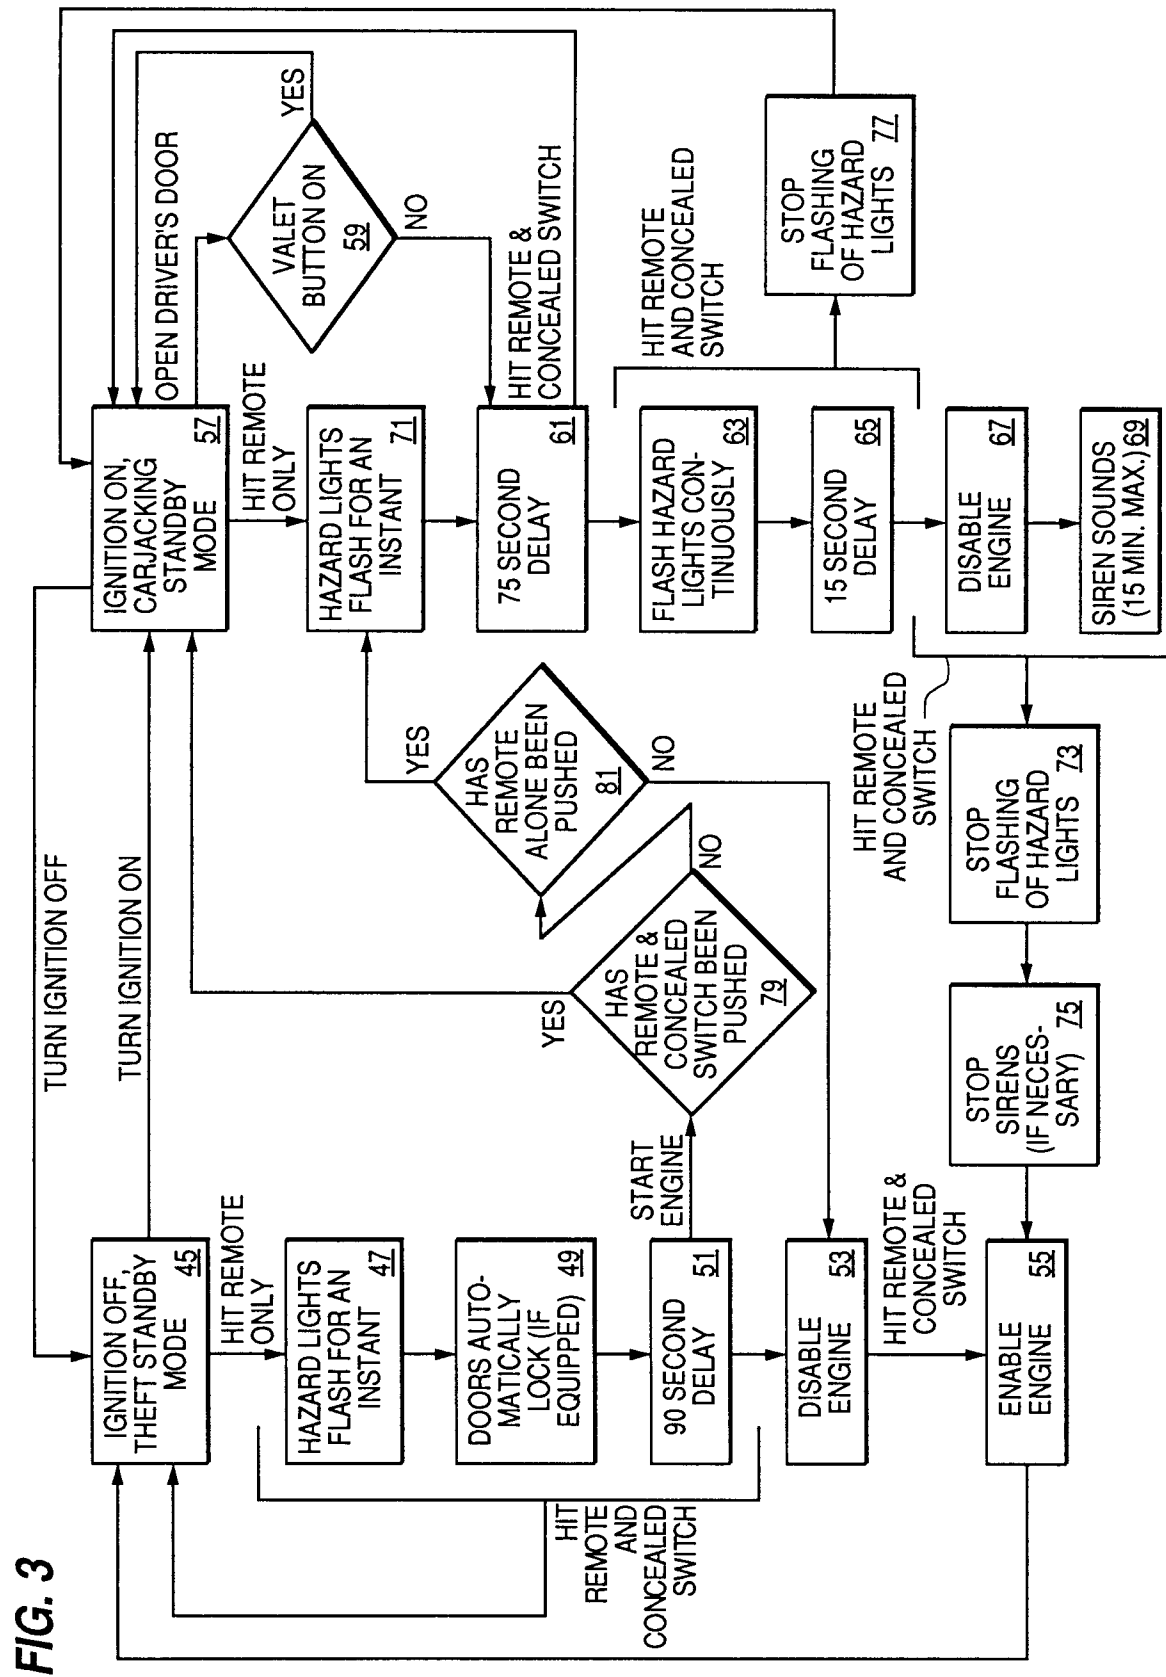 FIG. 3
TURN IGNITION OFF
TURN IGNITION ON
IGNITION OFF,
THEFT STANDBY
MODE 45
HIT REMOTE
ONLY
HAZARD LIGHTS
FLASH FOR AN
INSTANT 47
DOORS AUTO-
MATICALLY
LOCK (IF
EQUIPPED) 49
90 SECOND
DELAY 51
HIT
REMOTE
AND
CONCEALED
SWITCH
START
ENGINE
DISABLE
ENGINE 53
HIT REMOTE &
CONCEALED
SWITCH
ENABLE
ENGINE 55
HAS
REMOTE &
CONCEALED
SWITCH BEEN
PUSHED 79
YES
NO
HAS
REMOTE
ALONE BEEN
PUSHED 81
YES
NO
IGNITION ON,
CARJACKING
STANDBY
MODE 57
OPEN DRIVER'S DOOR
VALET
BUTTON ON
59
YES
NO
HIT REMOTE
ONLY
HAZARD LIGHTS
FLASH FOR AN
INSTANT 71
75 SECOND
DELAY 61
HIT REMOTE &
CONCEALED SWITCH
FLASH HAZARD
LIGHTS CON-
TINUOUSLY 63
15 SECOND
DELAY 65
HIT REMOTE
AND CONCEALED
SWITCH
STOP
FLASHING
OF HAZARD
LIGHTS 77
DISABLE
ENGINE 67
SIREN SOUNDS
(15 MIN. MAX.) 69
HIT REMOTE
AND CONCEALED
SWITCH
STOP
FLASHING
OF HAZARD
LIGHTS 73
STOP
SIRENS
(IF NECES-
SARY) 75